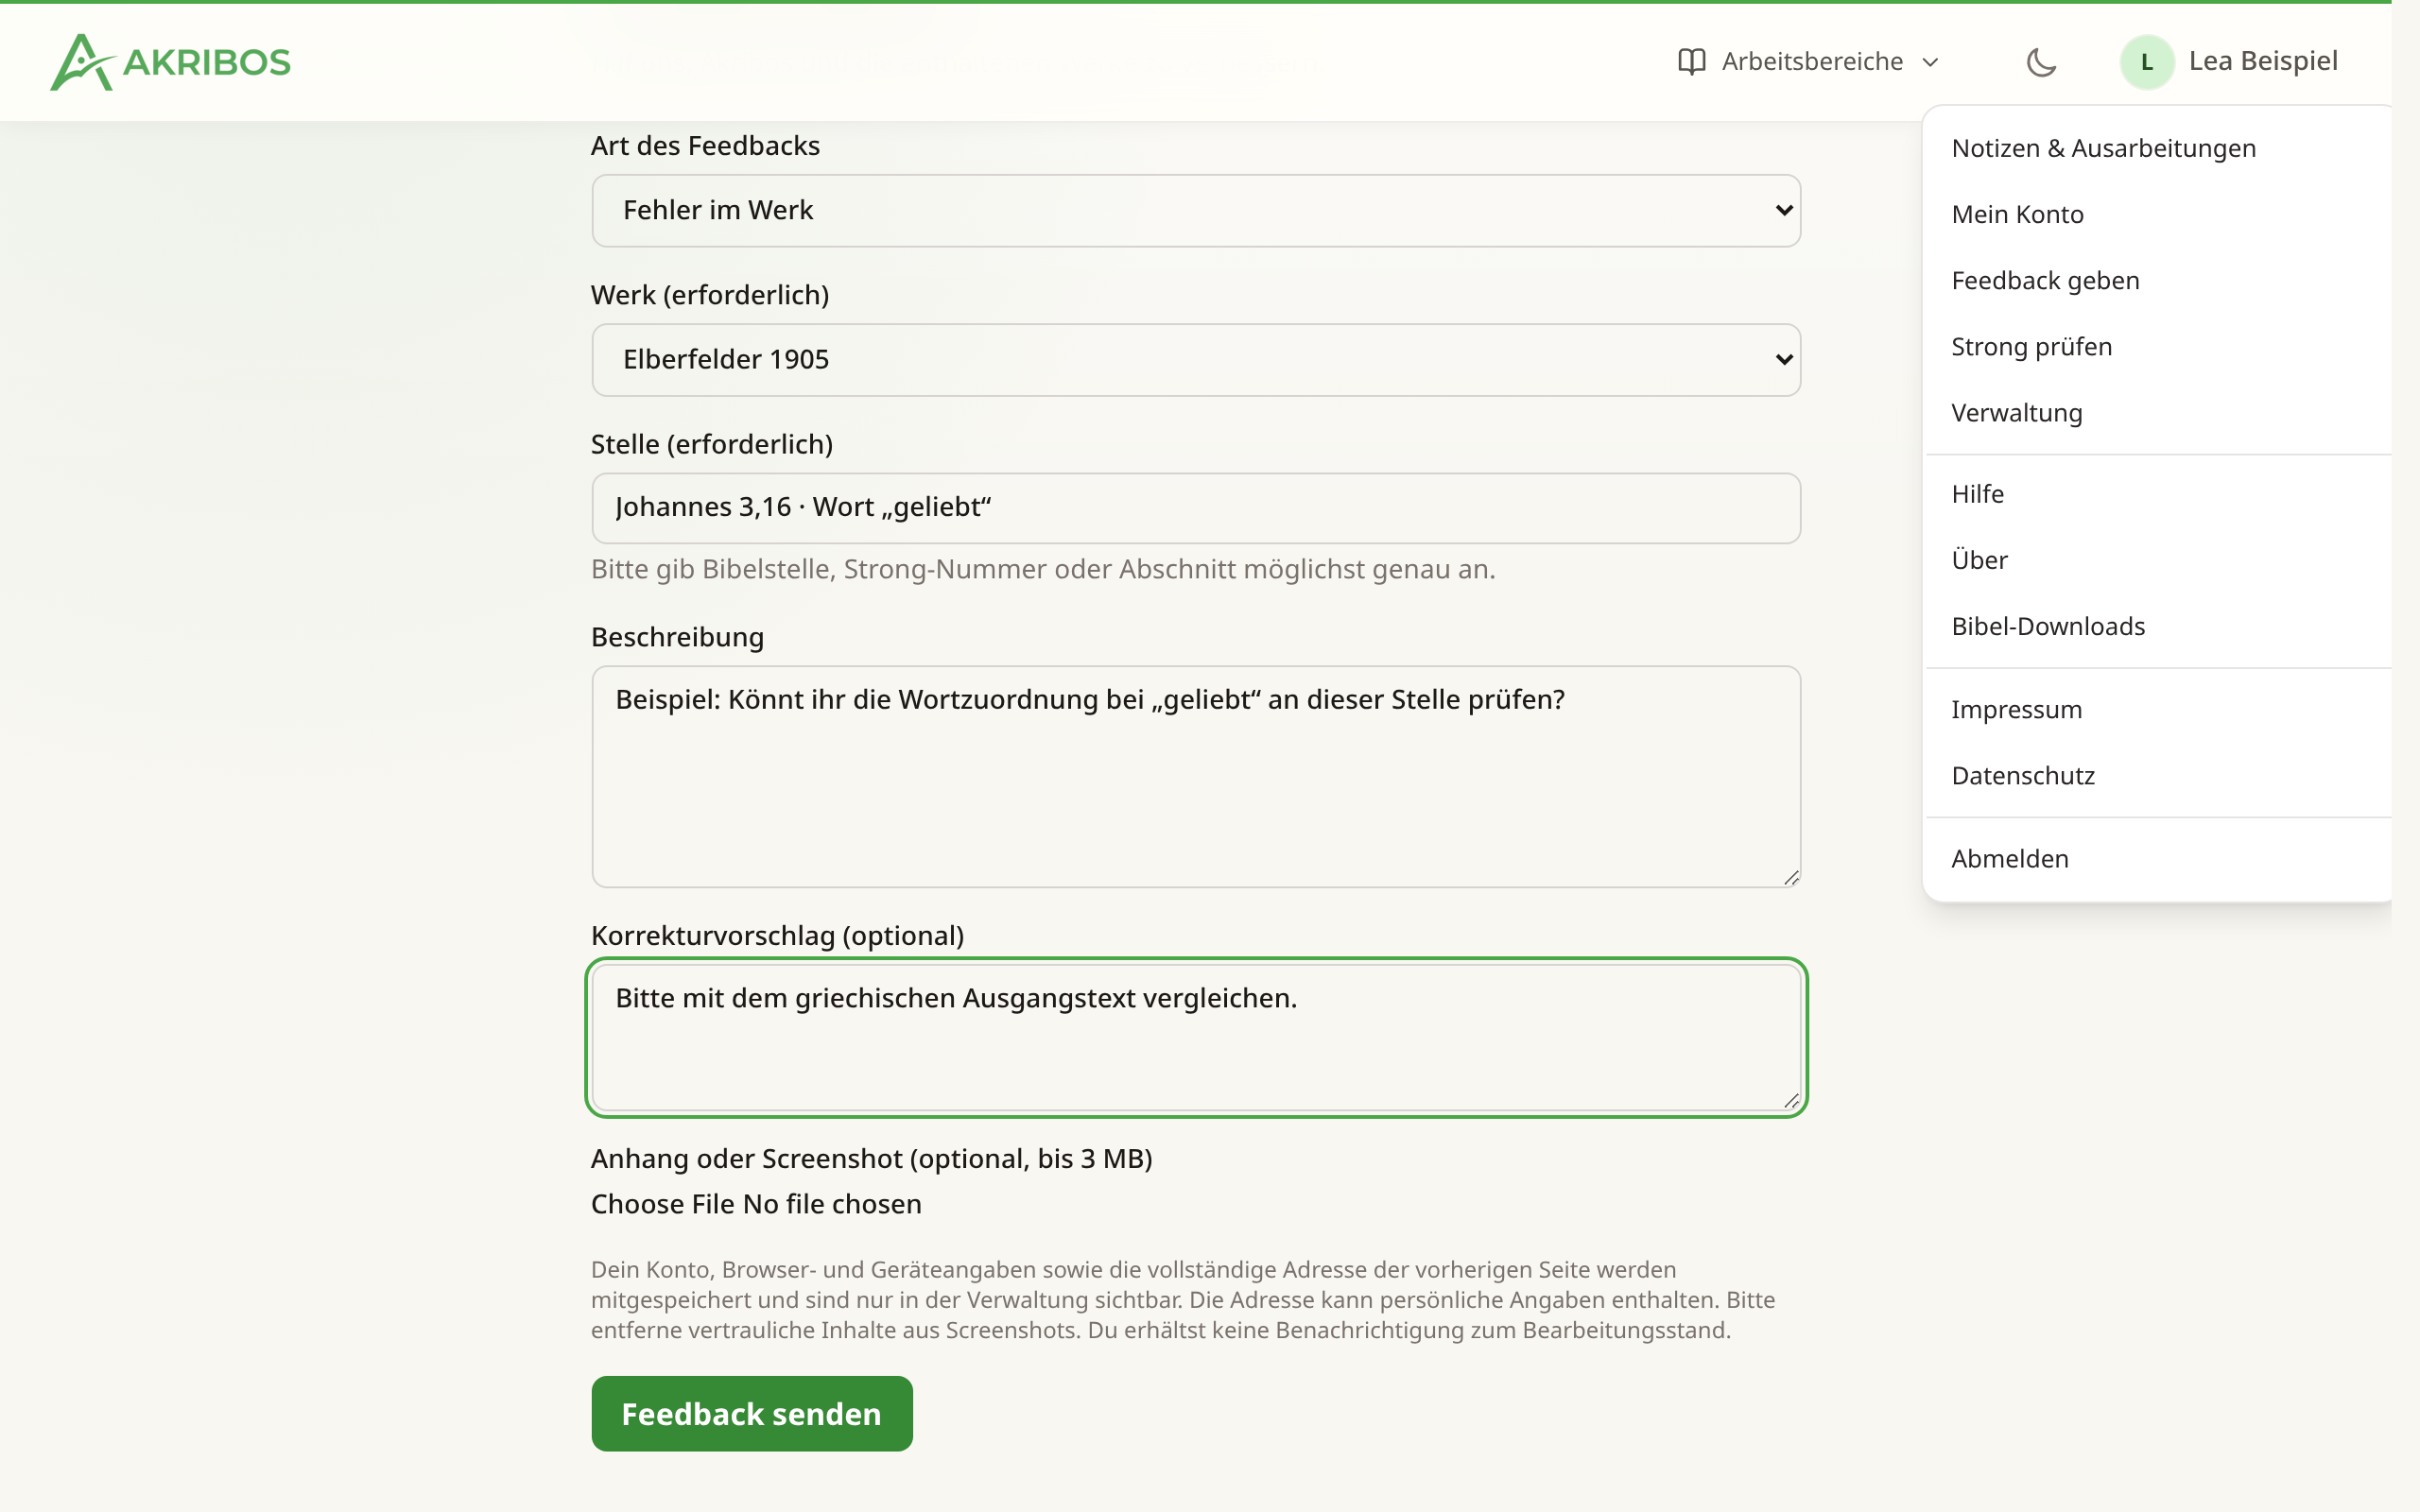 AKRIBOS
Arbeitsbereiche
L
Lea Beispiel
Notizen & Ausarbeitungen
Mein Konto
Feedback geben
Strong prüfen
Verwaltung
Hilfe
Über
Bibel-Downloads
Impressum
Datenschutz
Abmelden
Art des Feedbacks
Fehler im Werk
Werk (erforderlich)
Elberfelder 1905
Stelle (erforderlich)
Johannes 3,16 · Wort „geliebt“
Bitte gib Bibelstelle, Strong-Nummer oder Abschnitt möglichst genau an.
Beschreibung
Beispiel: Könnt ihr die Wortzuordnung bei „geliebt“ an dieser Stelle prüfen?
Korrekturvorschlag (optional)
Bitte mit dem griechischen Ausgangstext vergleichen.
Anhang oder Screenshot (optional, bis 3 MB)
Choose File No file chosen
Dein Konto, Browser- und Geräteangaben sowie die vollständige Adresse der vorherigen Seite werden
mitgespeichert und sind nur in der Verwaltung sichtbar. Die Adresse kann persönliche Angaben enthalten. Bitte
entferne vertrauliche Inhalte aus Screenshots. Du erhältst keine Benachrichtigung zum Bearbeitungsstand.
Feedback senden